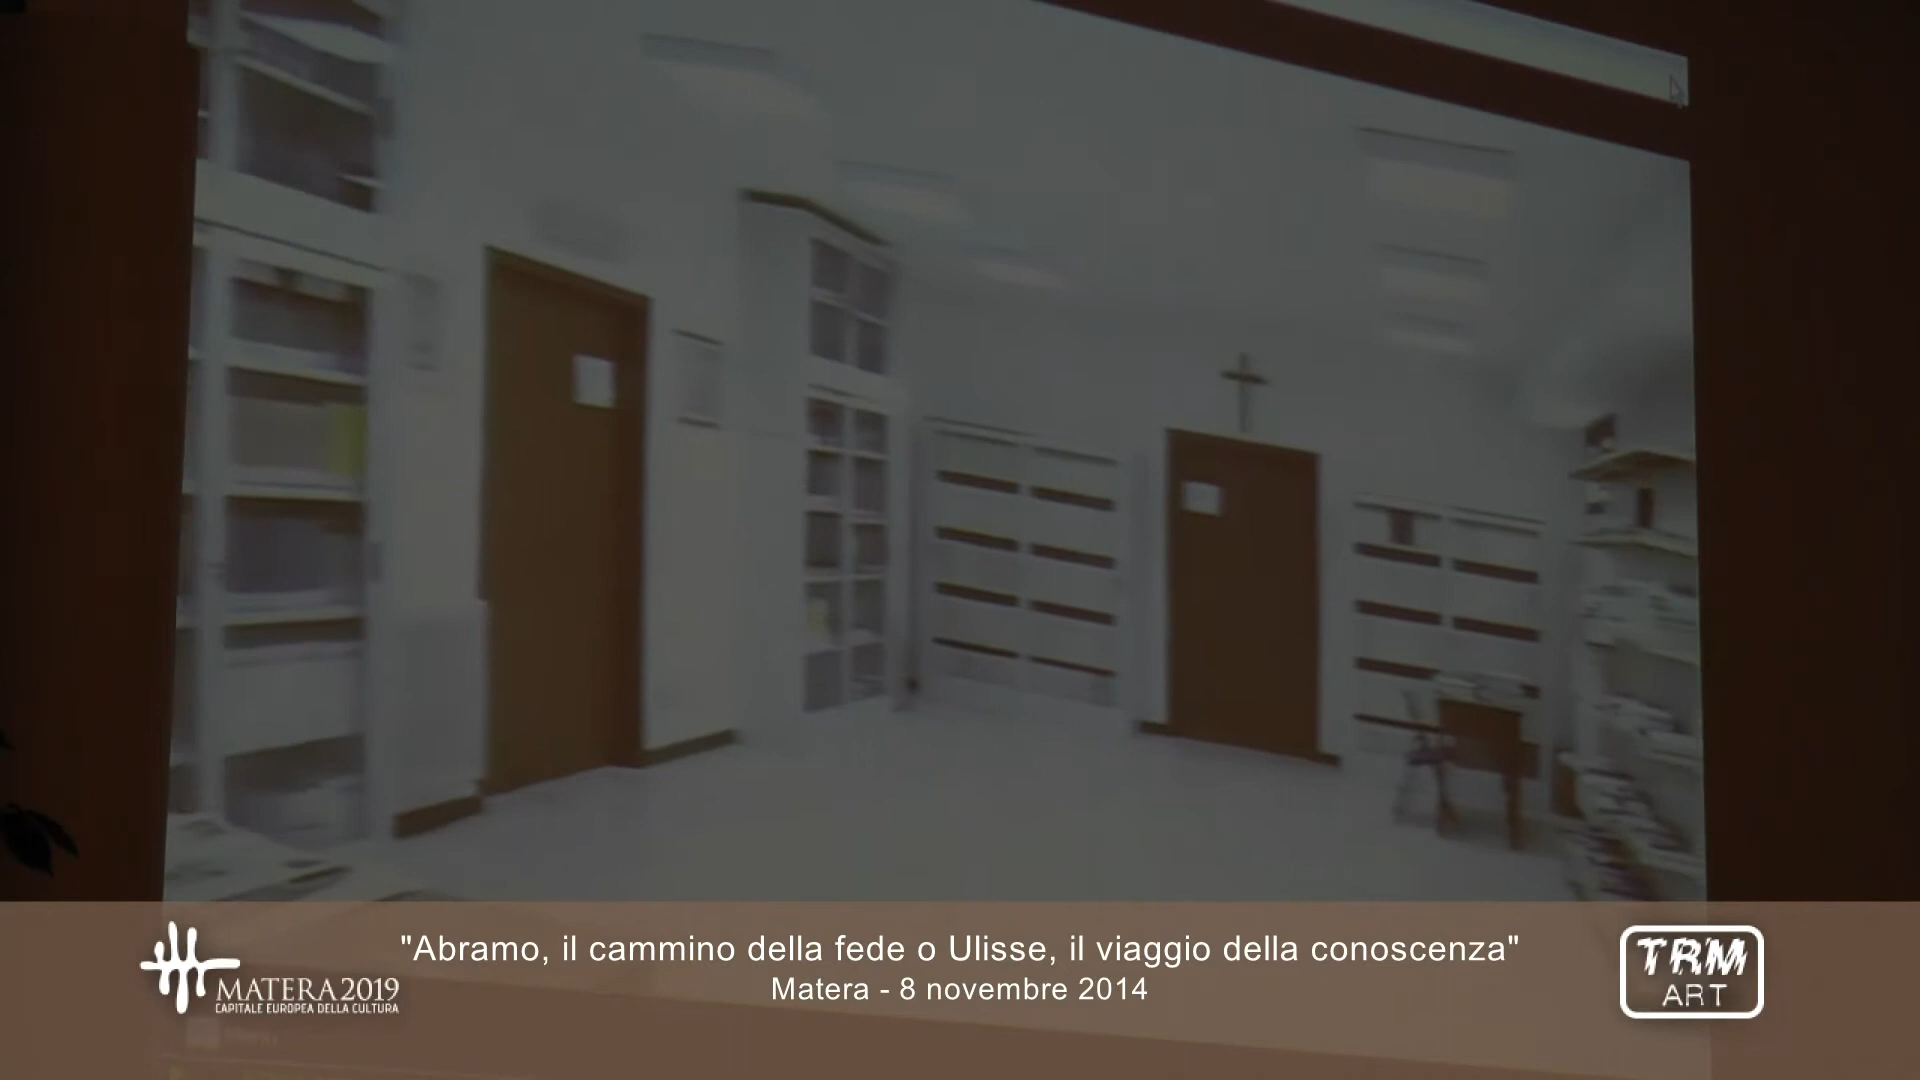 "Abramo, il cammino della fede o Ulisse, il viaggio della conoscenza"
Matera - 8 novembre 2014
MATERA 2019
CAPITALE EUROPEA DELLA CULTURA
TRM
ART